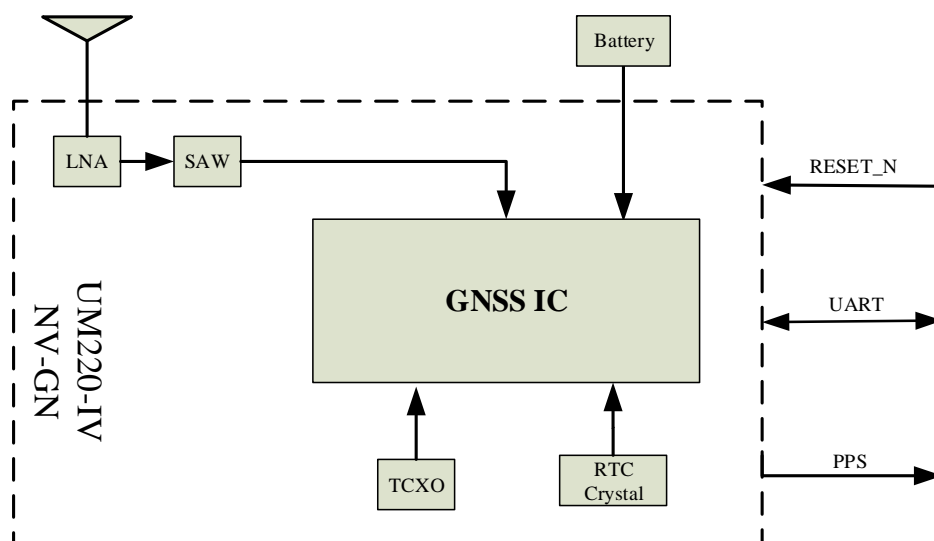 Battery
LNA
SAW
RESET_N
GNSS IC
UART
UM220-IV
NV-GN
TCXO
RTC
Crystal
PPS